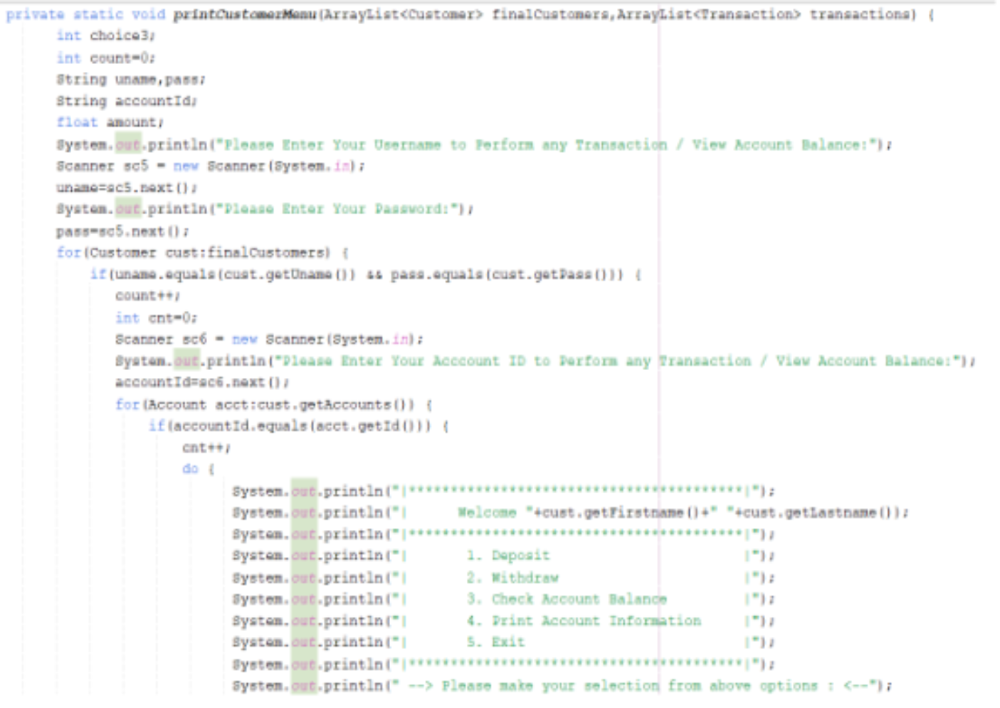 private static void printCustomerMenu(ArrayList<Customer> finalCustomers,ArrayList<Transaction> transactions) {
int choice3;
int count=0;
String uname,pass;
String accountId;
float amount;
System.out.println("Please Enter Your Username to Perform any Transaction / View Account Balance:");
Scanner sc5 = new Scanner(System.in);
uname=sc5.next();
System.out.println("Please Enter Your Password:");
pass=sc5.next();
for(Customer cust:finalCustomers) {
if(uname.equals(cust.getUname()) && pass.equals(cust.getPass())) {
count++;
int cnt=0;
Scanner sc6 = new Scanner(System.in);
System.out.println("Please Enter Your Acccount ID to Perform any Transaction / View Account Balance:");
accountId=sc6.next();
for(Account acct:cust.getAccounts()) {
if(accountId.equals(acct.getId())) {
cnt++;
do {
System.out.println("|****************************************|");
System.out.println("|      Welcome "+cust.getFirstname()+" "+cust.getLastname());
System.out.println("|****************************************|");
System.out.println("|       1. Deposit                       |");
System.out.println("|       2. Withdraw                      |");
System.out.println("|       3. Check Account Balance         |");
System.out.println("|       4. Print Account Information     |");
System.out.println("|       5. Exit                          |");
System.out.println("|****************************************|");
System.out.println(" --> Please make your selection from above options : <--");